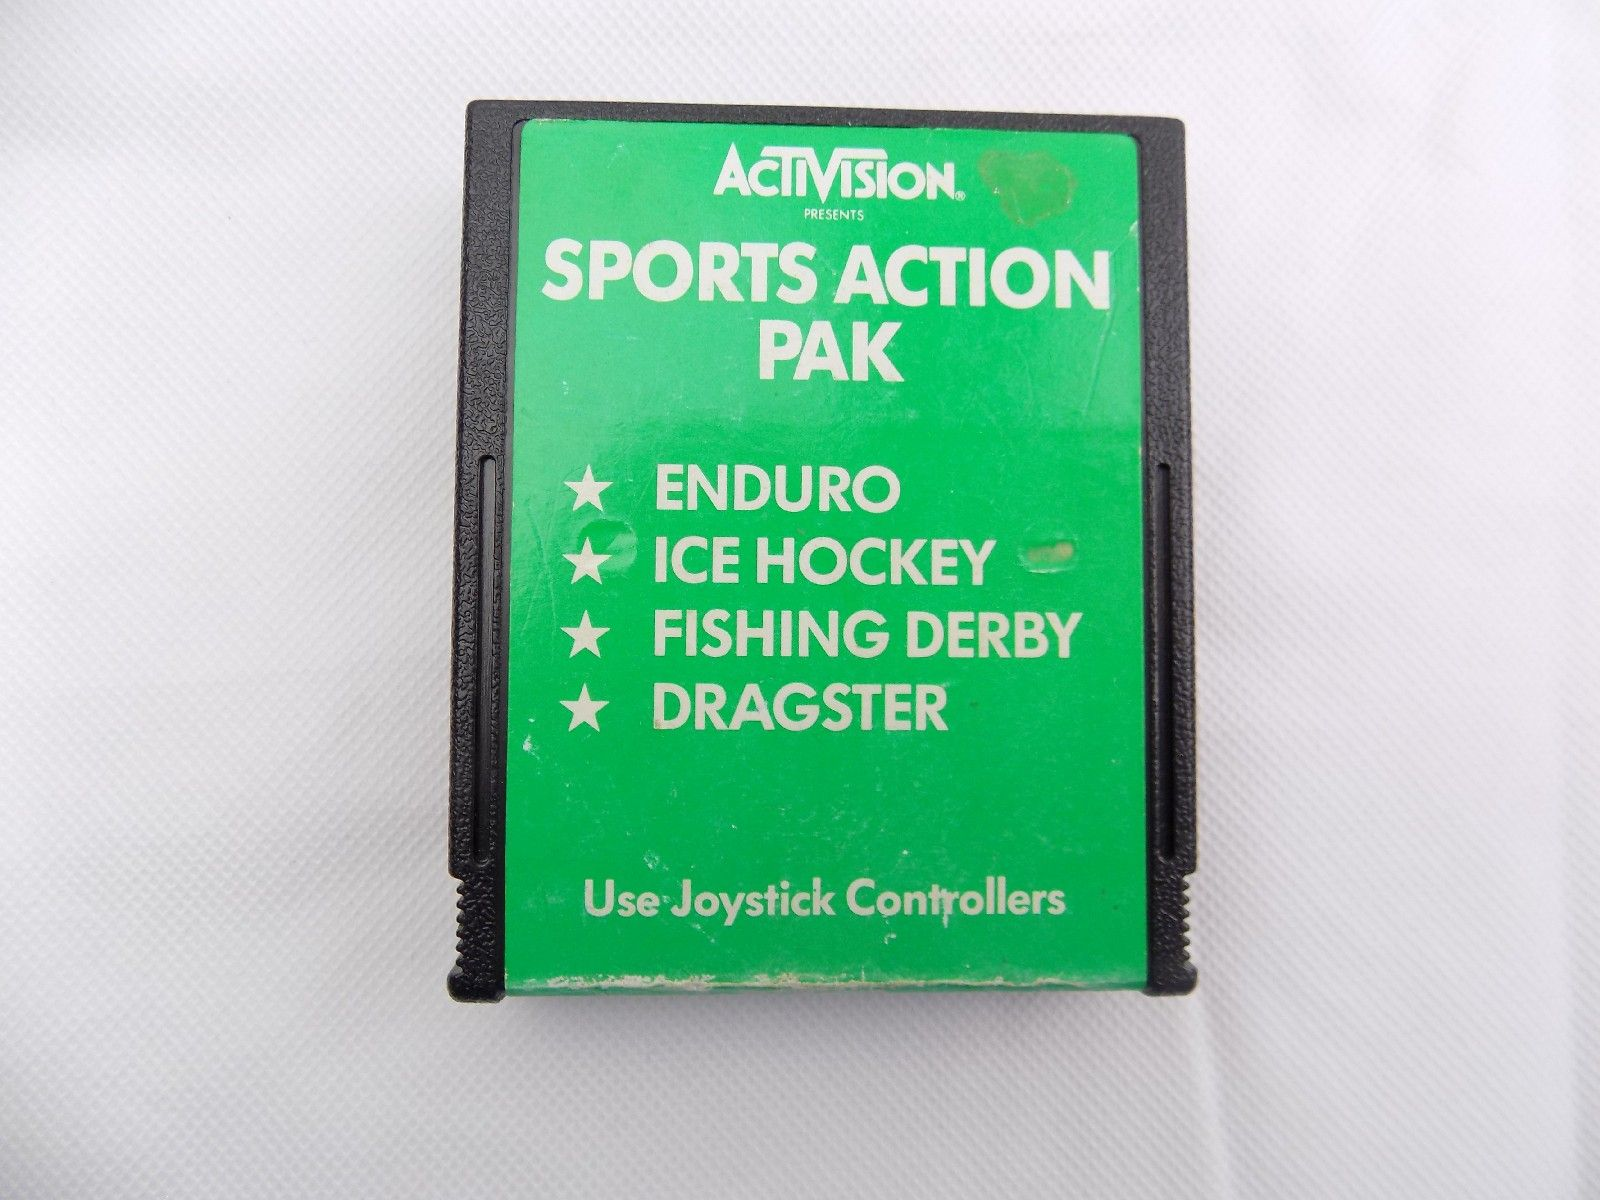 ACTIVISION®
PRESENTS
SPORTS ACTION
PAK
★ ENDURO
★ ICE HOCKEY
★ FISHING DERBY
★ DRAGSTER
Use Joystick Controllers